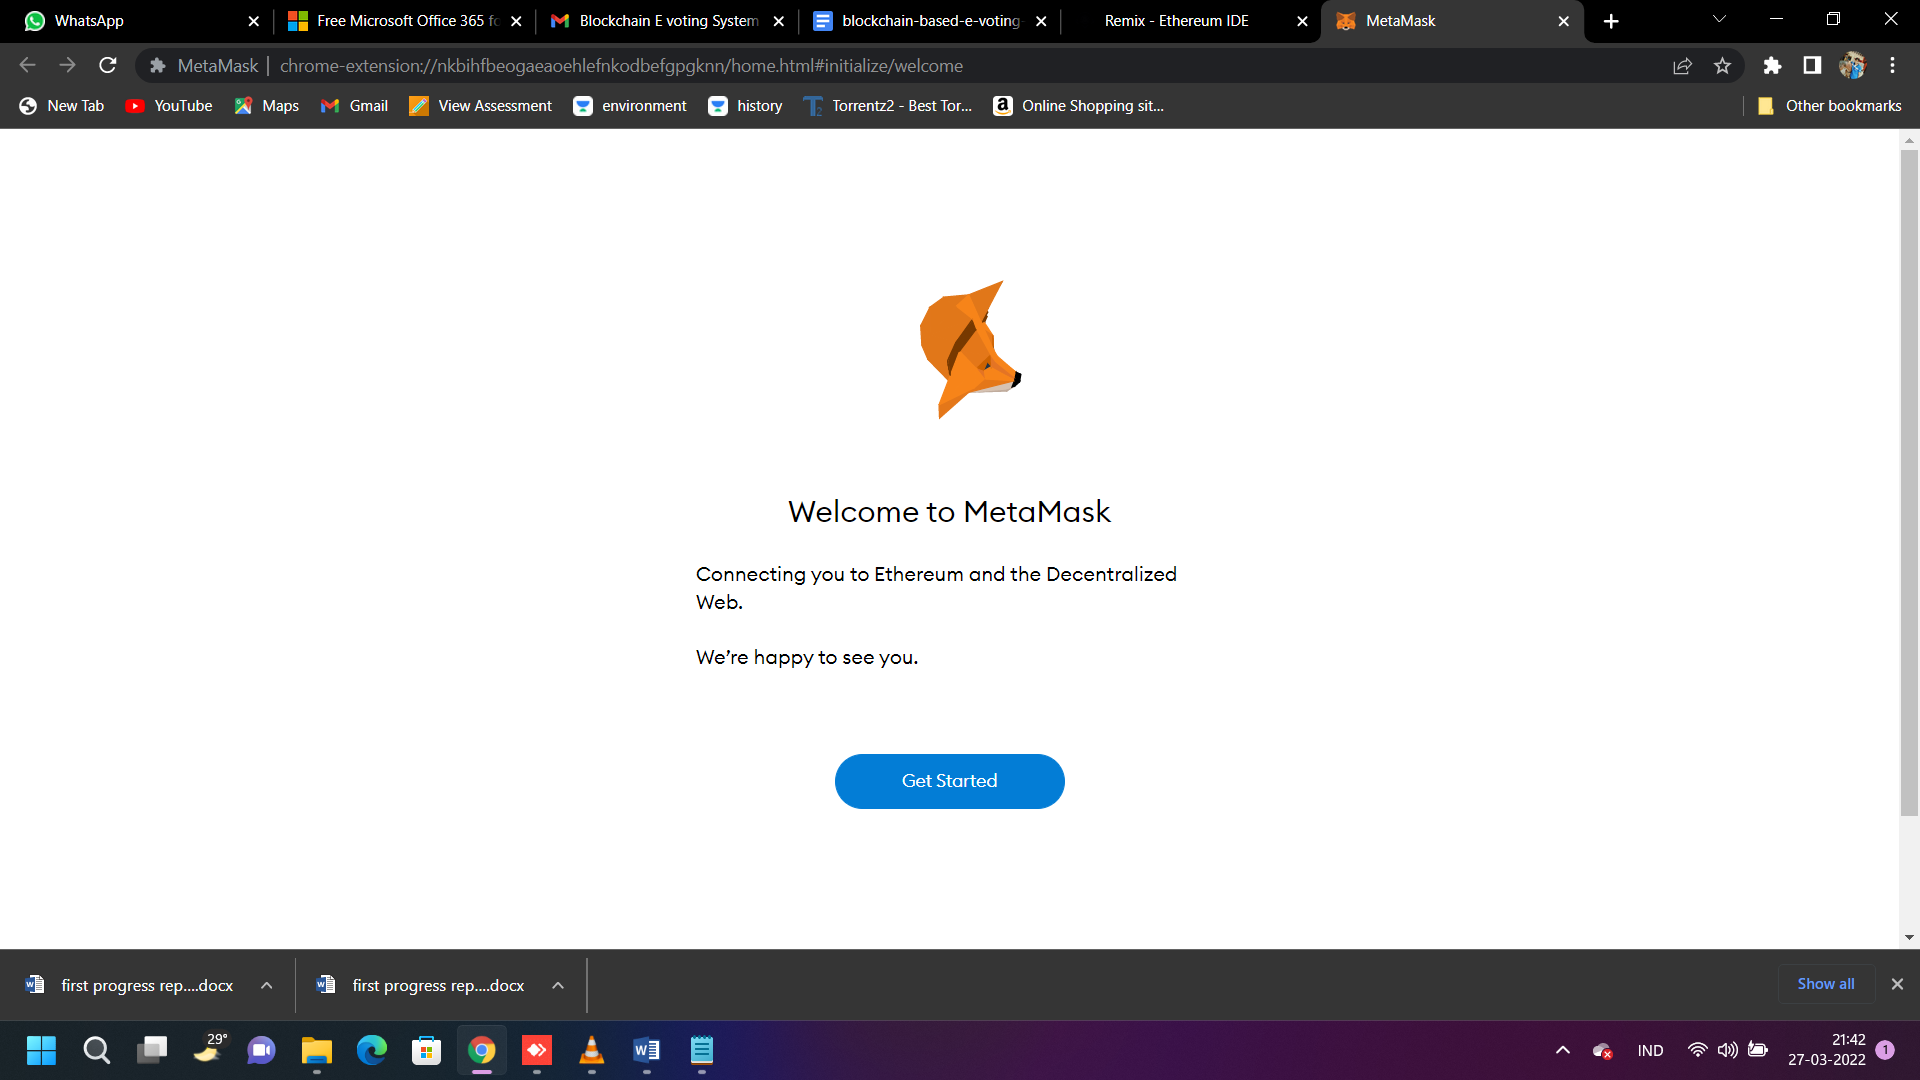 WhatsApp
Free Microsoft Office 365 fo
Blockchain E voting System
blockchain-based-e-voting-
Remix - Ethereum IDE
MetaMask
MetaMask | chrome-extension://nkbihfbeogaeaoehlefnkodbefgpgknn/home.html#initialize/welcome
New Tab
YouTube
Maps
Gmail
View Assessment
environment
history
Torrentz2 - Best Tor...
Online Shopping sit...
Other bookmarks
Welcome to MetaMask
Connecting you to Ethereum and the Decentralized
Web.
We’re happy to see you.
Get Started
first progress rep....docx
first progress rep....docx
Show all
29°
IND
21:42
27-03-2022
1